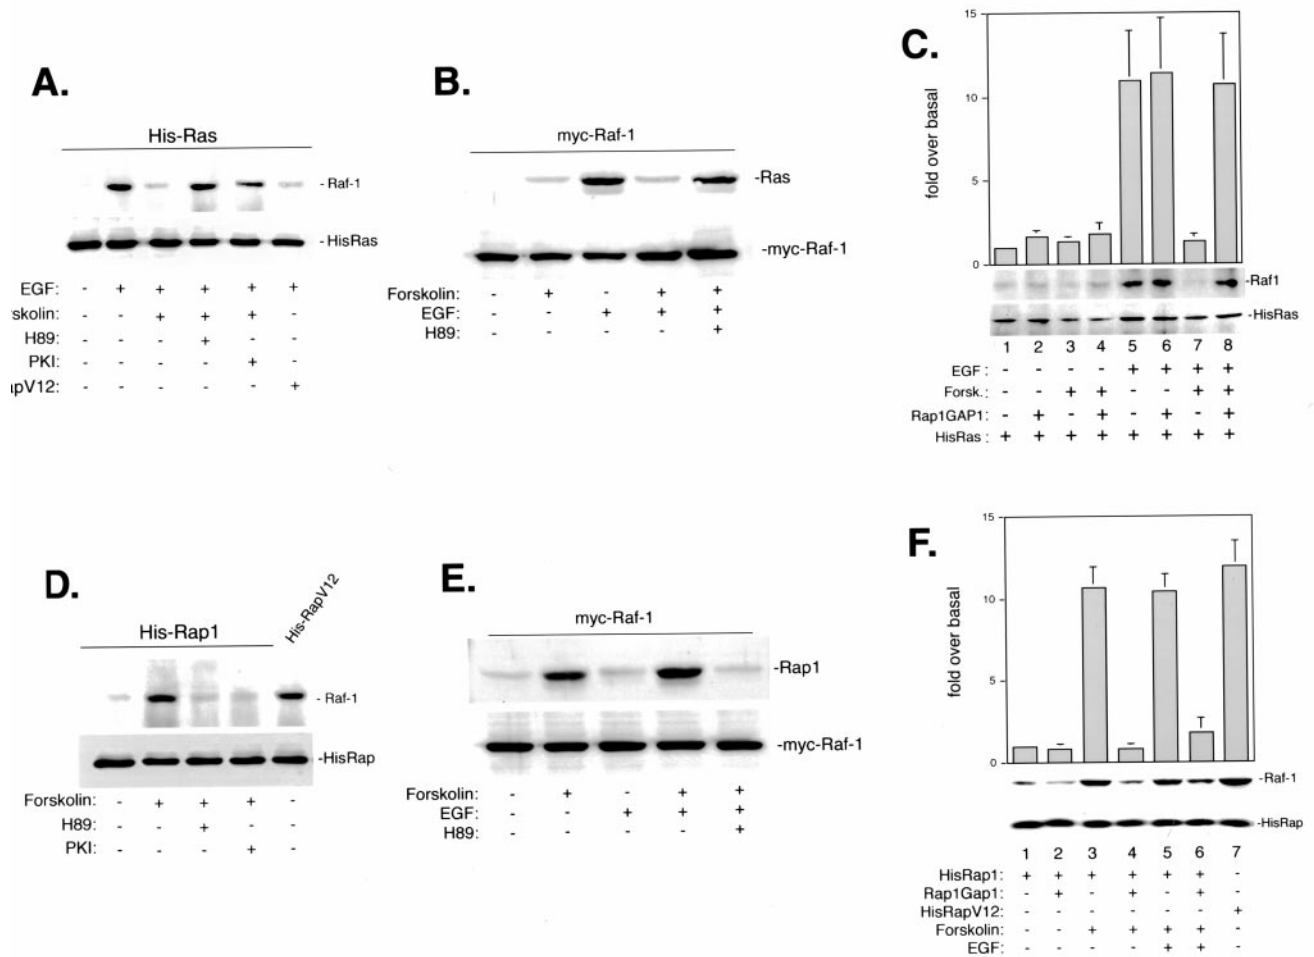 A.
His-Ras
- Raf-1
- HisRas
EGF: - + + + + +
rskolin: - - + + + -
H89: - - - + - -
PKI: - - - - + -
apV12: - - - - - +
B.
myc-Raf-1
-Ras
-myc-Raf-1
Forskolin: - + - + +
EGF: - - + + +
H89: - - - - +
C.
fold over basal
15
10
5
0
-Raf1
-HisRas
1 2 3 4 5 6 7 8
EGF : - - - - + + + +
Forsk.: - - + + - - + +
Rap1GAP1: - + - + - + - +
HisRas : + + + + + + + +
D.
His-Rap1
His-RapV12
- Raf-1
-HisRap
Forskolin: - + + + -
H89: - - + - -
PKI: - - - + -
E.
myc-Raf-1
-Rap1
-myc-Raf-1
Forskolin: - + - + +
EGF: - - + + +
H89: - - - - +
F.
fold over basal
15
10
5
0
-Raf-1
-HisRap
1 2 3 4 5 6 7
HisRap1: + + + + + + -
Rap1Gap1: - + - + - + -
HisRapV12: - - - - - - +
Forskolin: - - + + + + -
EGF: - - - - + + -